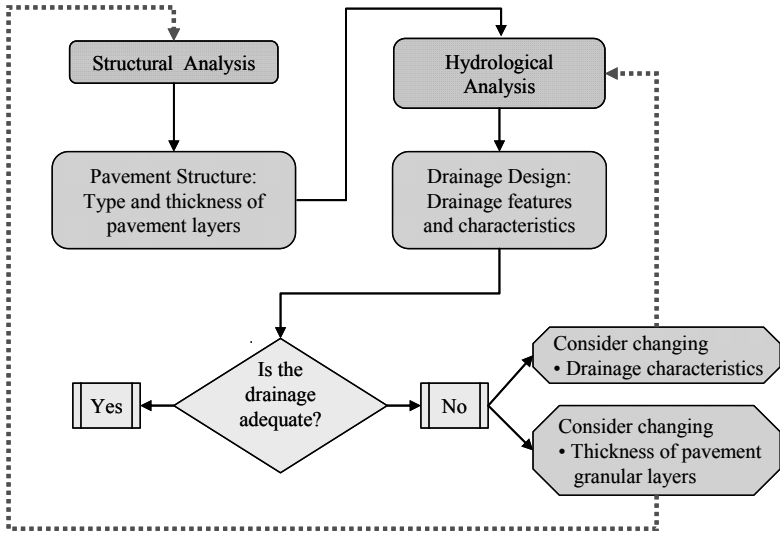 Structural Analysis
Hydrological
Analysis
Pavement Structure:
Type and thickness of
pavement layers
Drainage Design:
Drainage features
and characteristics
Is the
drainage
adequate?
Yes
No
Consider changing
• Drainage characteristics
Consider changing
• Thickness of pavement
granular layers